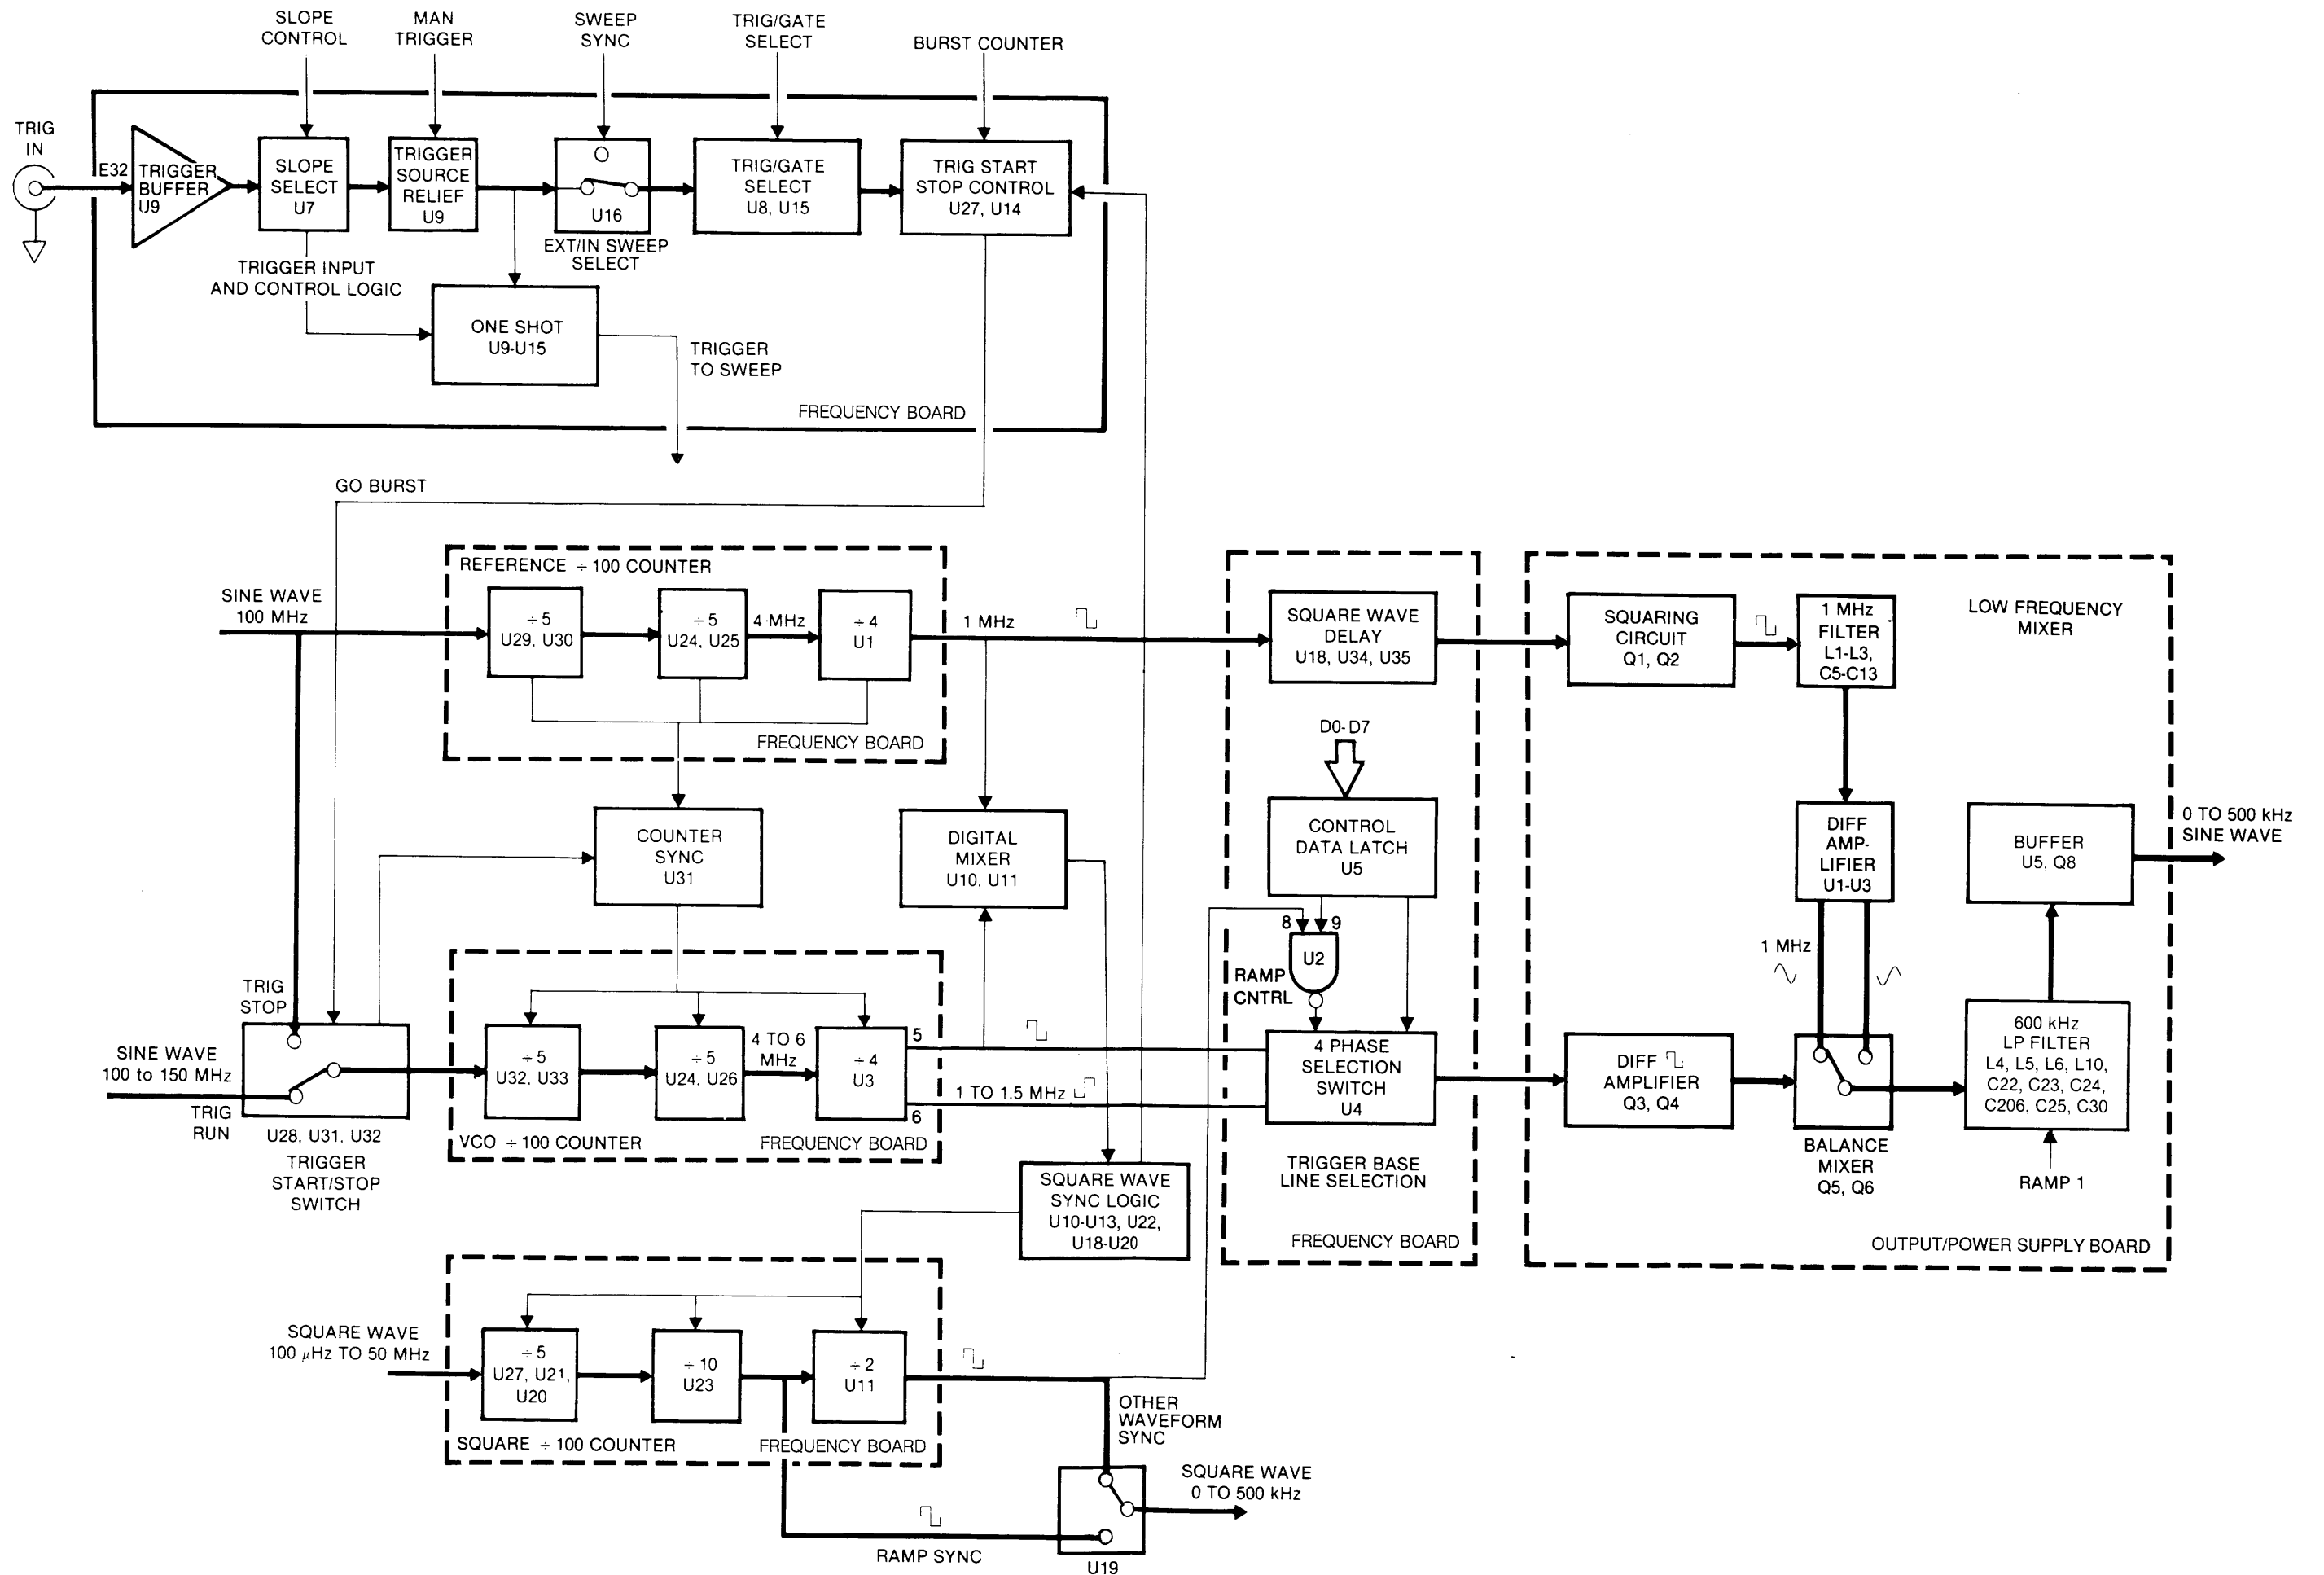 SLOPE
CONTROL
MAN
TRIGGER
SWEEP
SYNC
TRIG/GATE
SELECT
BURST COUNTER
TRIG
IN
E32
TRIGGER
BUFFER
U9
SLOPE
SELECT
U7
TRIGGER
SOURCE
RELIEF
U9
U16
EXT/IN SWEEP
SELECT
TRIG/GATE
SELECT
U8, U15
TRIG START
STOP CONTROL
U27, U14
TRIGGER INPUT
AND CONTROL LOGIC
ONE SHOT
U9-U15
TRIGGER
TO SWEEP
FREQUENCY BOARD
GO BURST
REFERENCE ÷ 100 COUNTER
SINE WAVE
100 MHz
÷ 5
U29, U30
÷ 5
U24, U25
4 MHz
÷ 4
U1
1 MHz
FREQUENCY BOARD
SQUARE WAVE
DELAY
U18, U34, U35
SQUARING
CIRCUIT
Q1, Q2
1 MHz
FILTER
L1-L3,
C5-C13
LOW FREQUENCY
MIXER
D0-D7
COUNTER
SYNC
U31
DIGITAL
MIXER
U10, U11
CONTROL
DATA LATCH
U5
8
9
U2
RAMP
CNTRL
DIFF
AMP-
LIFIER
U1-U3
BUFFER
U5, Q8
0 TO 500 kHz
SINE WAVE
1 MHz
TRIG
STOP
SINE WAVE
100 to 150 MHz
TRIG
RUN
U28, U31, U32
TRIGGER
START/STOP
SWITCH
÷ 5
U32, U33
÷ 5
U24, U26
4 TO 6
MHz
÷ 4
U3
5
6
1 TO 1.5 MHz
VCO ÷ 100 COUNTER
FREQUENCY BOARD
4 PHASE
SELECTION
SWITCH
U4
TRIGGER BASE
LINE SELECTION
FREQUENCY BOARD
DIFF
AMPLIFIER
Q3, Q4
BALANCE
MIXER
Q5, Q6
600 kHz
LP FILTER
L4, L5, L6, L10,
C22, C23, C24,
C206, C25, C30
RAMP 1
OUTPUT/POWER SUPPLY BOARD
SQUARE WAVE
SYNC LOGIC
U10-U13, U22,
U18-U20
SQUARE WAVE
100 μHz TO 50 MHz
÷ 5
U27, U21,
U20
÷ 10
U23
÷ 2
U11
SQUARE ÷ 100 COUNTER
FREQUENCY BOARD
OTHER
WAVEFORM
SYNC
SQUARE WAVE
0 TO 500 kHz
RAMP SYNC
U19